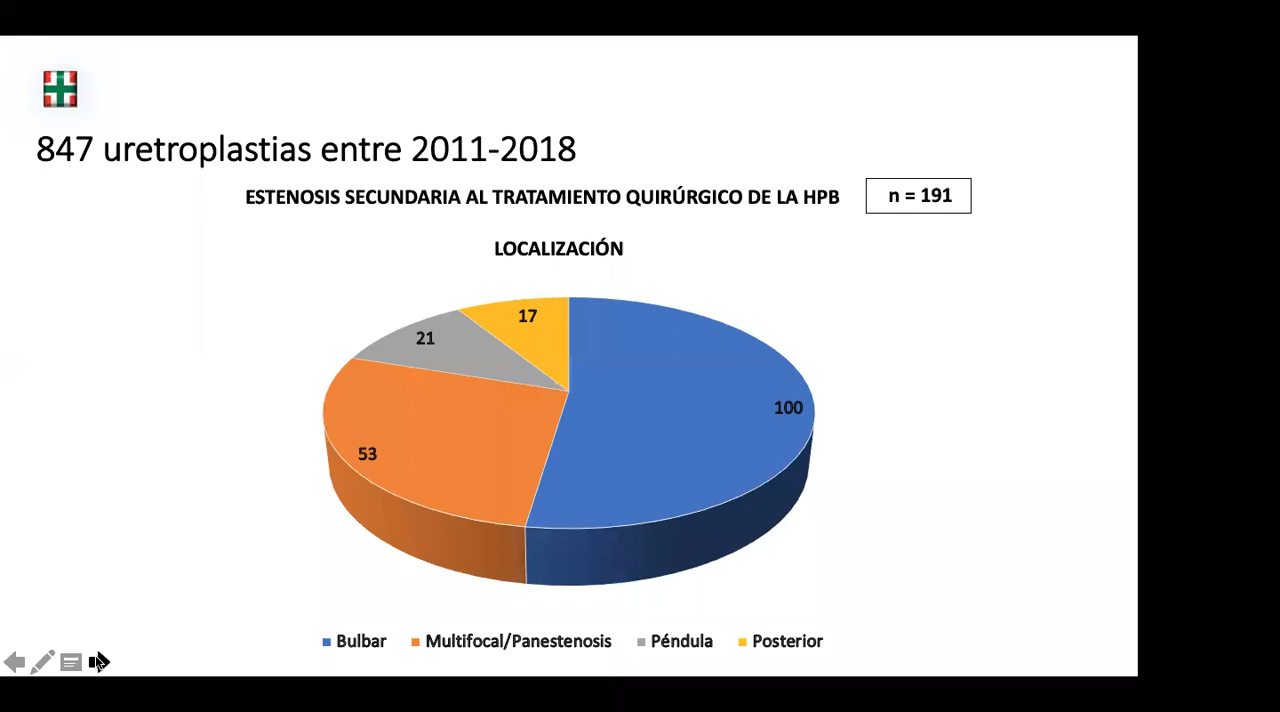 847 uretroplastias entre 2011-2018
ESTENOSIS SECUNDARIA AL TRATAMIENTO QUIRÚRGICO DE LA HPB
n = 191
LOCALIZACIÓN
17
21
100
53
Bulbar
Multifocal/Panestenosis
Péndula
Posterior